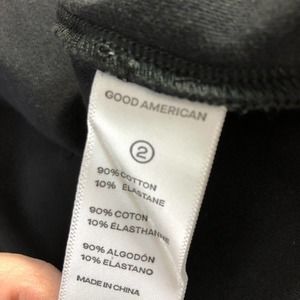 GOOD AMERICAN
2
90% COTTON
10% ELASTANE
90% COTON
10% ÉLASTHANNE
90% ALGODÓN
10% ELASTANO
MADE IN CHINA